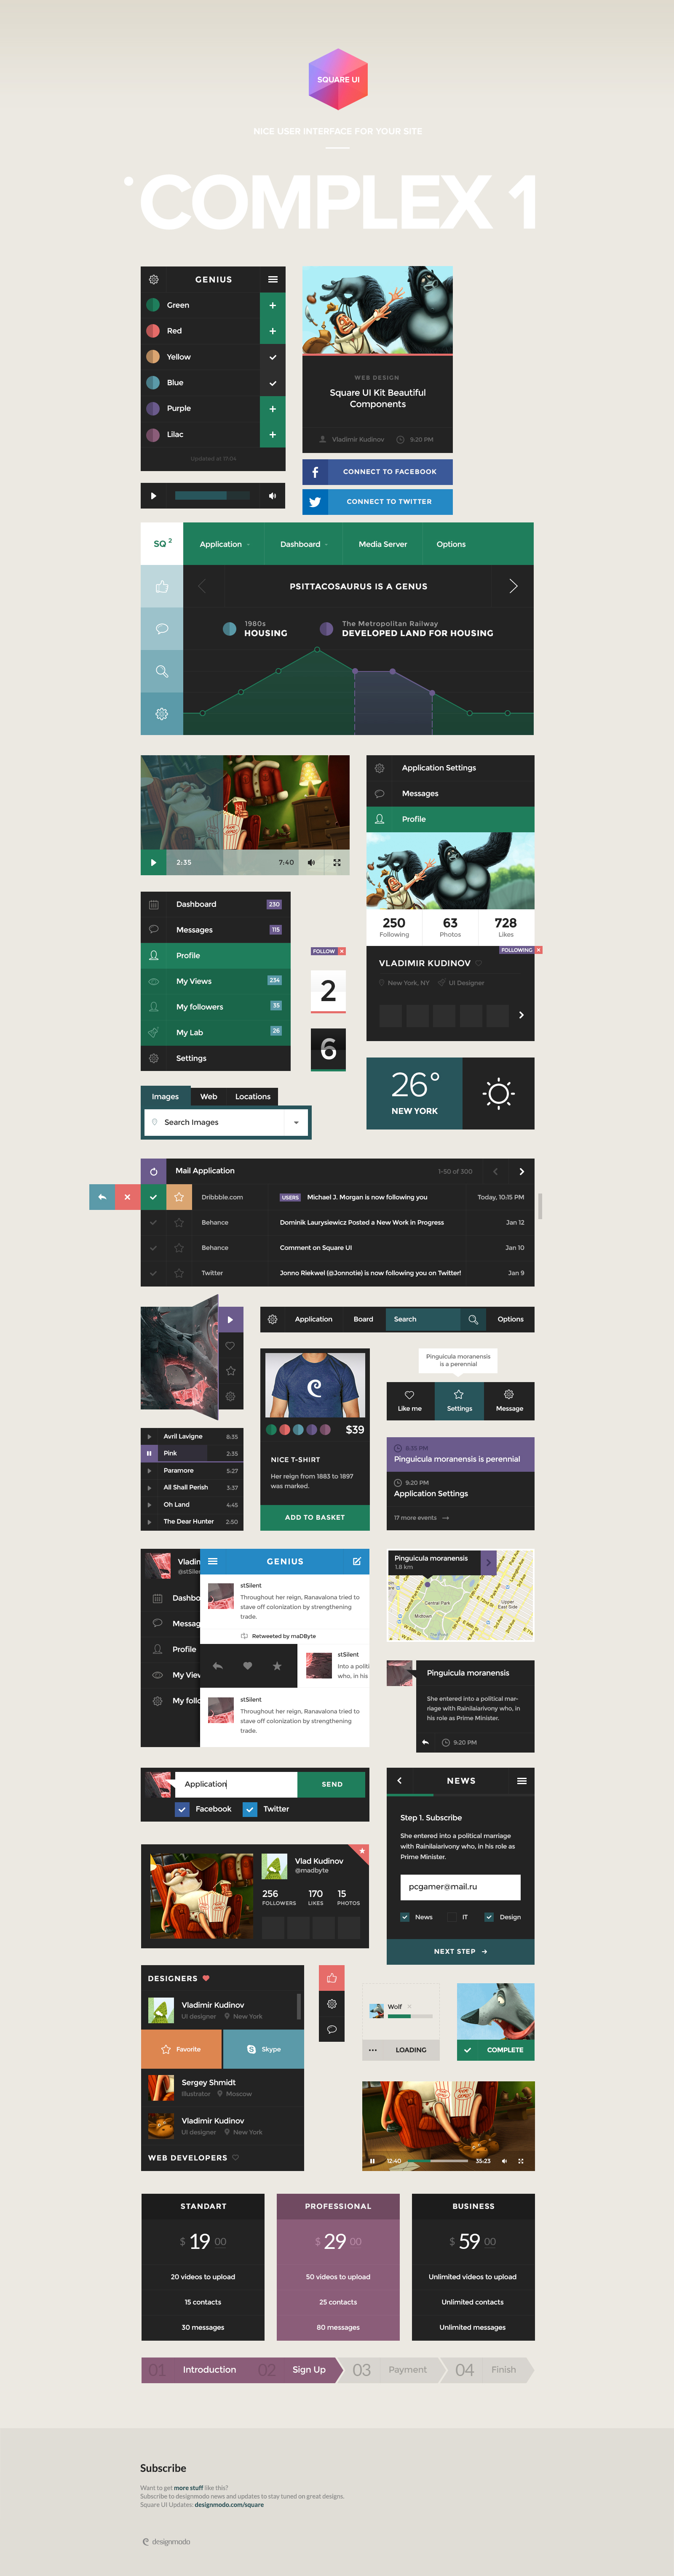 SQUARE UI
NICE USER INTERFACE FOR YOUR SITE
COMPLEX 1
GENIUS
Green
Red
Yellow
Blue
Purple
Lilac
Updated at 17:04
WEB DESIGN
Square UI Kit Beautiful
Components
Vladimir Kudinov 9:20 PM
CONNECT TO FACEBOOK
CONNECT TO TWITTER
SQ 2
Application Dashboard Media Server Options
PSITTACOSAURUS IS A GENUS
1980s
HOUSING
The Metropolitan Railway
DEVELOPED LAND FOR HOUSING
2:35 7:40
Application Settings
Messages
Profile
250 63 728
Following Photos Likes
FOLLOWING
VLADIMIR KUDINOV
New York, NY UI Designer
Dashboard 230
Messages 115
Profile
My Views 234
My followers 35
My Lab 26
Settings
FOLLOW
2
6
26°
NEW YORK
Images Web Locations
Search Images
Mail Application 1-50 of 300
Dribbble.com USERS Michael J. Morgan is now following you Today, 10:15 PM
Behance Dominik Laurysiewicz Posted a New Work in Progress Jan 12
Behance Comment on Square UI Jan 10
Twitter Jonno Riekwel (@Jonnotie) is now following you on Twitter! Jan 9
Application Board Search Options
Pinguicula moranensis
is a perennial
Like me Settings Message
$39
NICE T-SHIRT
Her reign from 1883 to 1897
was marked.
ADD TO BASKET
Avril Lavigne 8:35
Pink 2:35
Paramore 5:27
All Shall Perish 3:37
Oh Land 4:45
The Dear Hunter 2:50
8:35 PM
Pinguicula moranensis is perennial
9:20 PM
Application Settings
17 more events
Vladin
@stSiler
Dashbo
Messag
Profile
My View
My follo
GENIUS
stSilent
Throughout her reign, Ranavalona tried to
stave off colonization by strengthening
trade.
Retweeted by maDByte
stSilent
Into a politi
who, in his
stSilent
Throughout her reign, Ranavalona tried to
stave off colonization by strengthening
trade.
Pinguicula moranensis
1.8 km
Central Park
Midtown
Upper
East Side
Pinguicula moranensis
She entered into a political mar-
riage with Rainilaiarivony who, in
his role as Prime Minister.
9:20 PM
Application SEND
Facebook Twitter
NEWS
Step 1. Subscribe
She entered into a political marriage
with Rainilaiarivony who, in his role as
Prime Minister.
pcgamer@mail.ru
News IT Design
NEXT STEP
Vlad Kudinov
@madbyte
256 170 15
FOLLOWERS LIKES PHOTOS
DESIGNERS
Vladimir Kudinov
UI designer New York
Favorite Skype
Sergey Shmidt
Illustrator Moscow
Vladimir Kudinov
UI designer New York
WEB DEVELOPERS
Wolf
LOADING
COMPLETE
12:40 35:23
STANDART PROFESSIONAL BUSINESS
$ 19 00 $ 29 00 $ 59 00
20 videos to upload 50 videos to upload Unlimited videos to upload
15 contacts 25 contacts Unlimited contacts
30 messages 80 messages Unlimited messages
01 Introduction 02 Sign Up 03 Payment 04 Finish
Subscribe
Want to get more stuff like this?
Subscribe to designmodo news and updates to stay tuned on great designs.
Square UI Updates: designmodo.com/square
designmodo